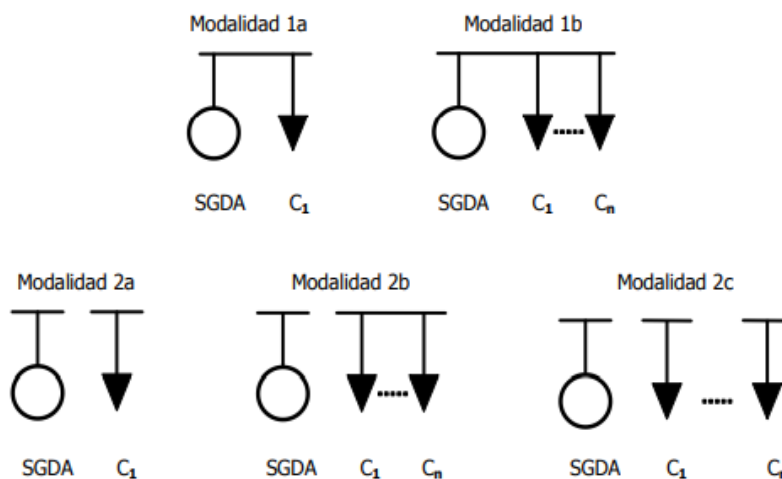 Modalidad 1a
Modalidad 1b
SGDA C₁
SGDA C₁ Cₙ
Modalidad 2a
Modalidad 2b
Modalidad 2c
SGDA C₁
SGDA C₁ Cₙ
SGDA C₁ C